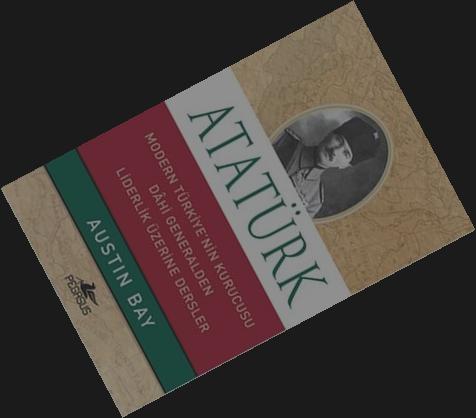 ATATÜRK
MODERN TÜRKİYE'NİN KURUCUSU
DÂHİ GENERALDEN
LİDERLİK ÜZERİNE DERSLER
AUSTIN BAY
PEGASUS